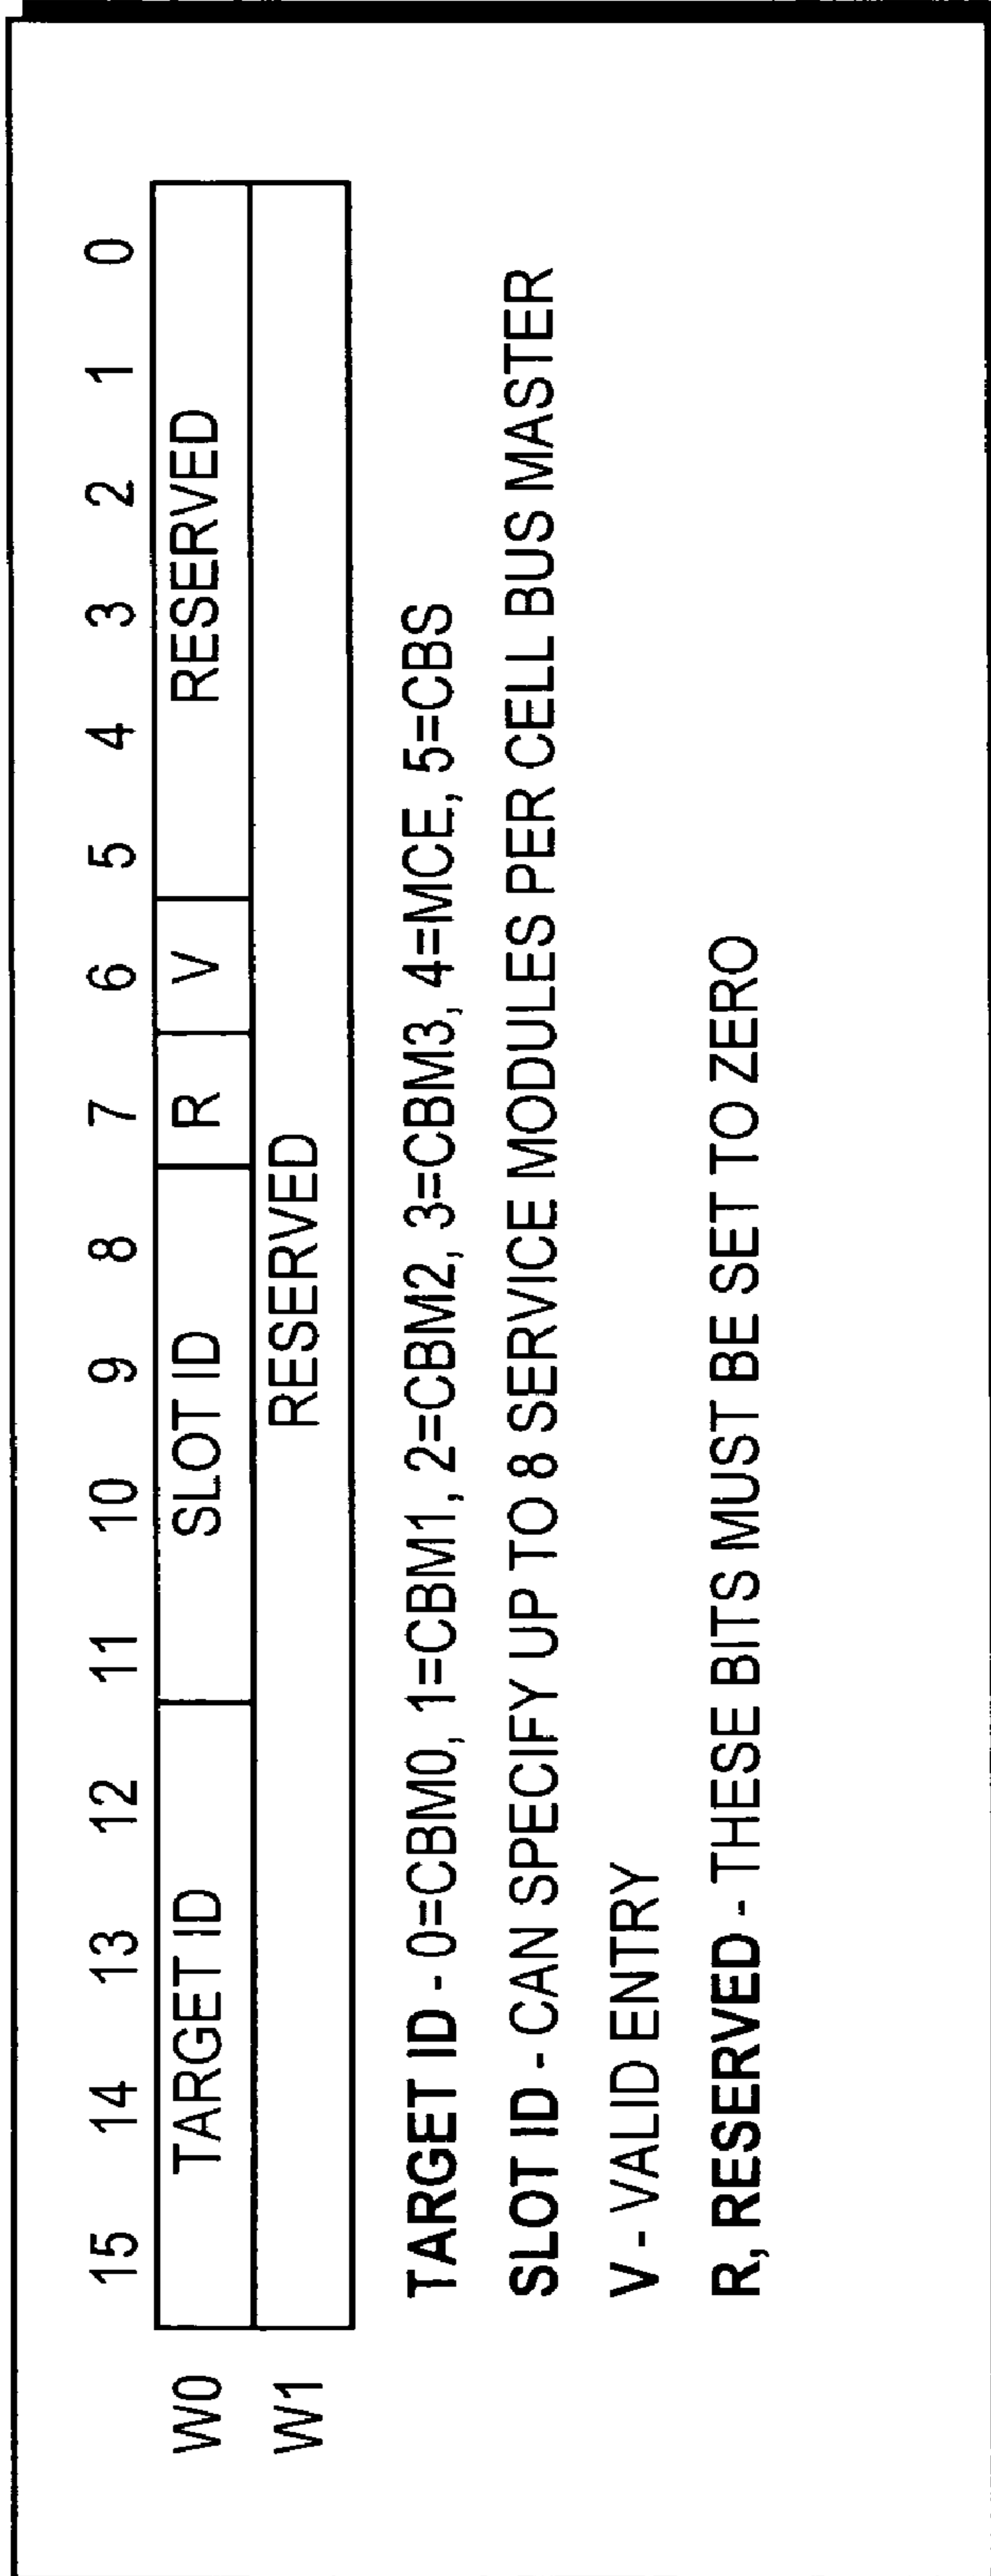 15 14 13 12 11 10 9 8 7 6 5 4 3 2 1 0
W0 TARGET ID SLOT ID R V RESERVED
W1 RESERVED
TARGET ID - 0=CBM0, 1=CBM1, 2=CBM2, 3=CBM3, 4=MCE, 5=CBS
SLOT ID - CAN SPECIFY UP TO 8 SERVICE MODULES PER CELL BUS MASTER
V - VALID ENTRY
R, RESERVED - THESE BITS MUST BE SET TO ZERO